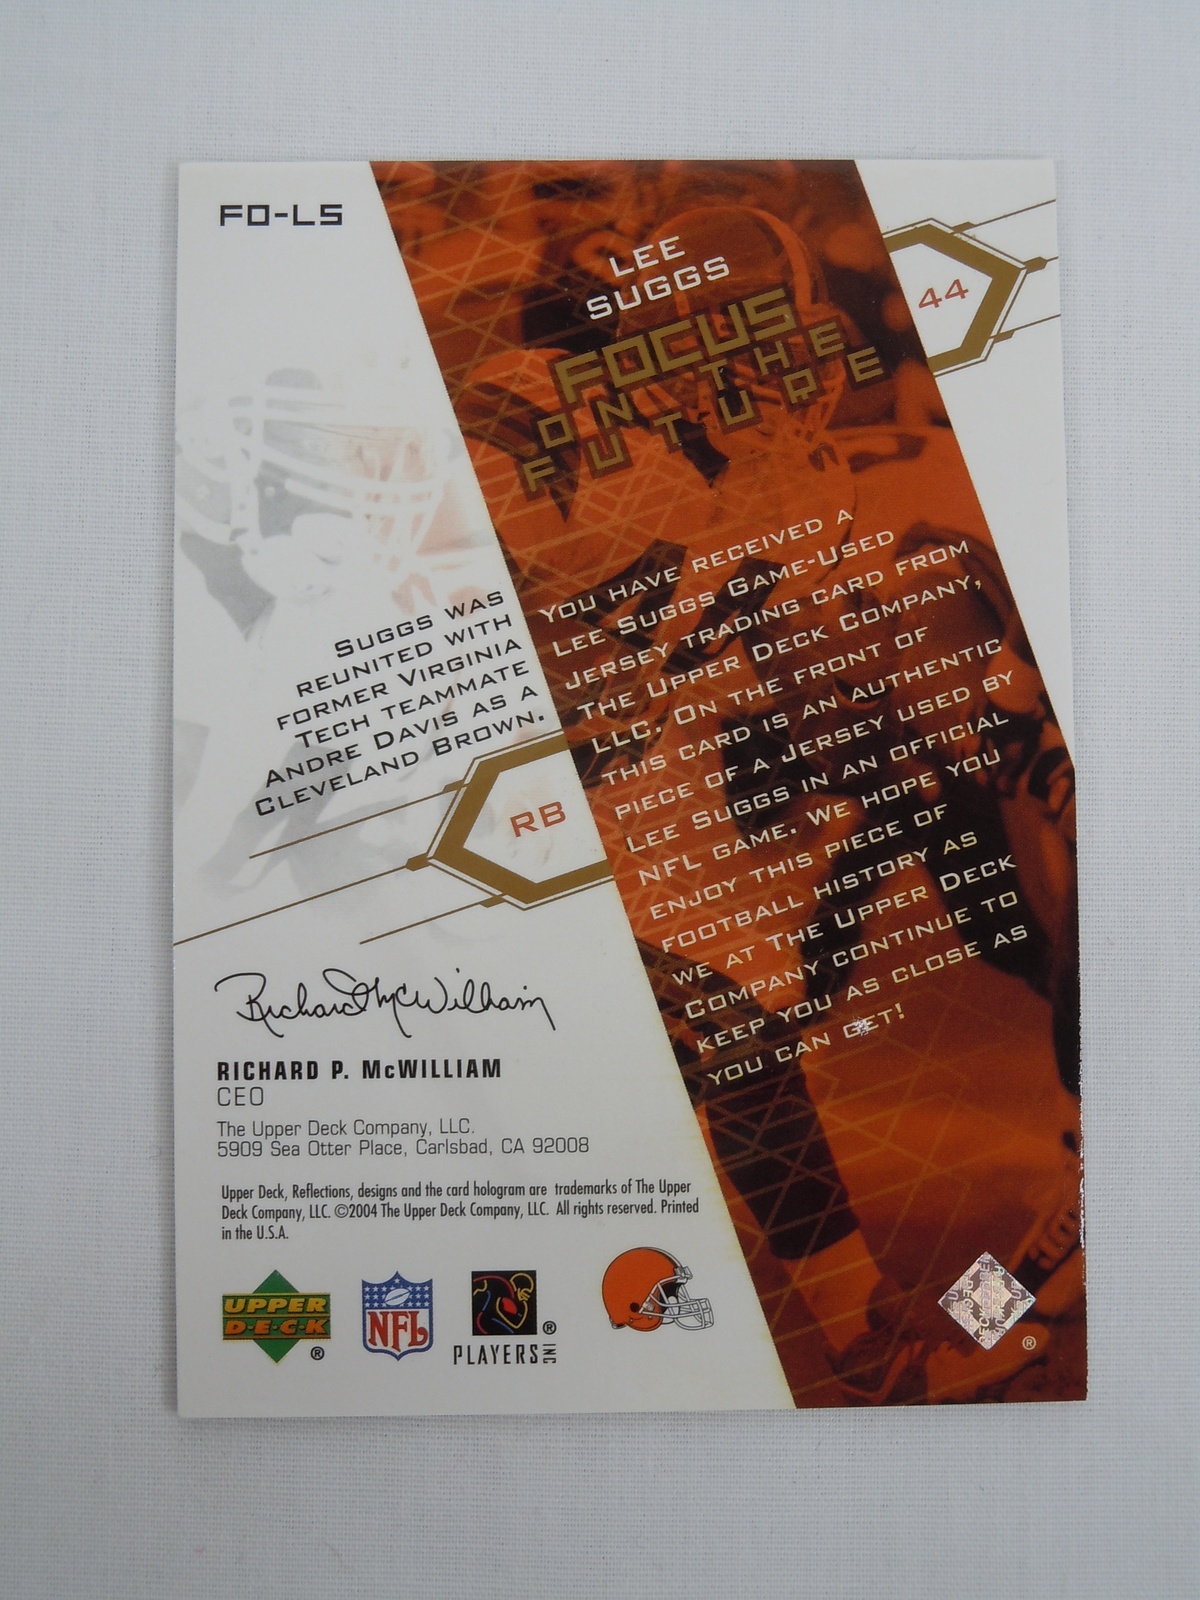 FO-LS
LEE
SUGGS
FOCUS
ON THE
FUTURE
44
SUGGS WAS
REUNITED WITH
FORMER VIRGINIA
TECH TEAMMATE
ANDRE DAVIS AS A
CLEVELAND BROWN.
RB
YOU HAVE RECEIVED A
LEE SUGGS GAME-USED
JERSEY TRADING CARD FROM
THE UPPER DECK COMPANY,
LLC. ON THE FRONT OF
THIS CARD IS AN AUTHENTIC
PIECE OF A JERSEY USED BY
LEE SUGGS IN AN OFFICIAL
NFL GAME. WE HOPE YOU
ENJOY THIS PIECE OF
FOOTBALL HISTORY AS
WE AT THE UPPER DECK
COMPANY CONTINUE TO
KEEP YOU AS CLOSE AS
YOU CAN GET!
Richard McWilliam
RICHARD P. McWILLIAM
CEO
The Upper Deck Company, LLC.
5909 Sea Otter Place, Carlsbad, CA 92008
Upper Deck, Reflections, designs and the card hologram are trademarks of The Upper
Deck Company, LLC. ©2004 The Upper Deck Company, LLC. All rights reserved. Printed
in the U.S.A.
UPPER
D·E·C·K
®
NFL
®
PLAYERS INC
®